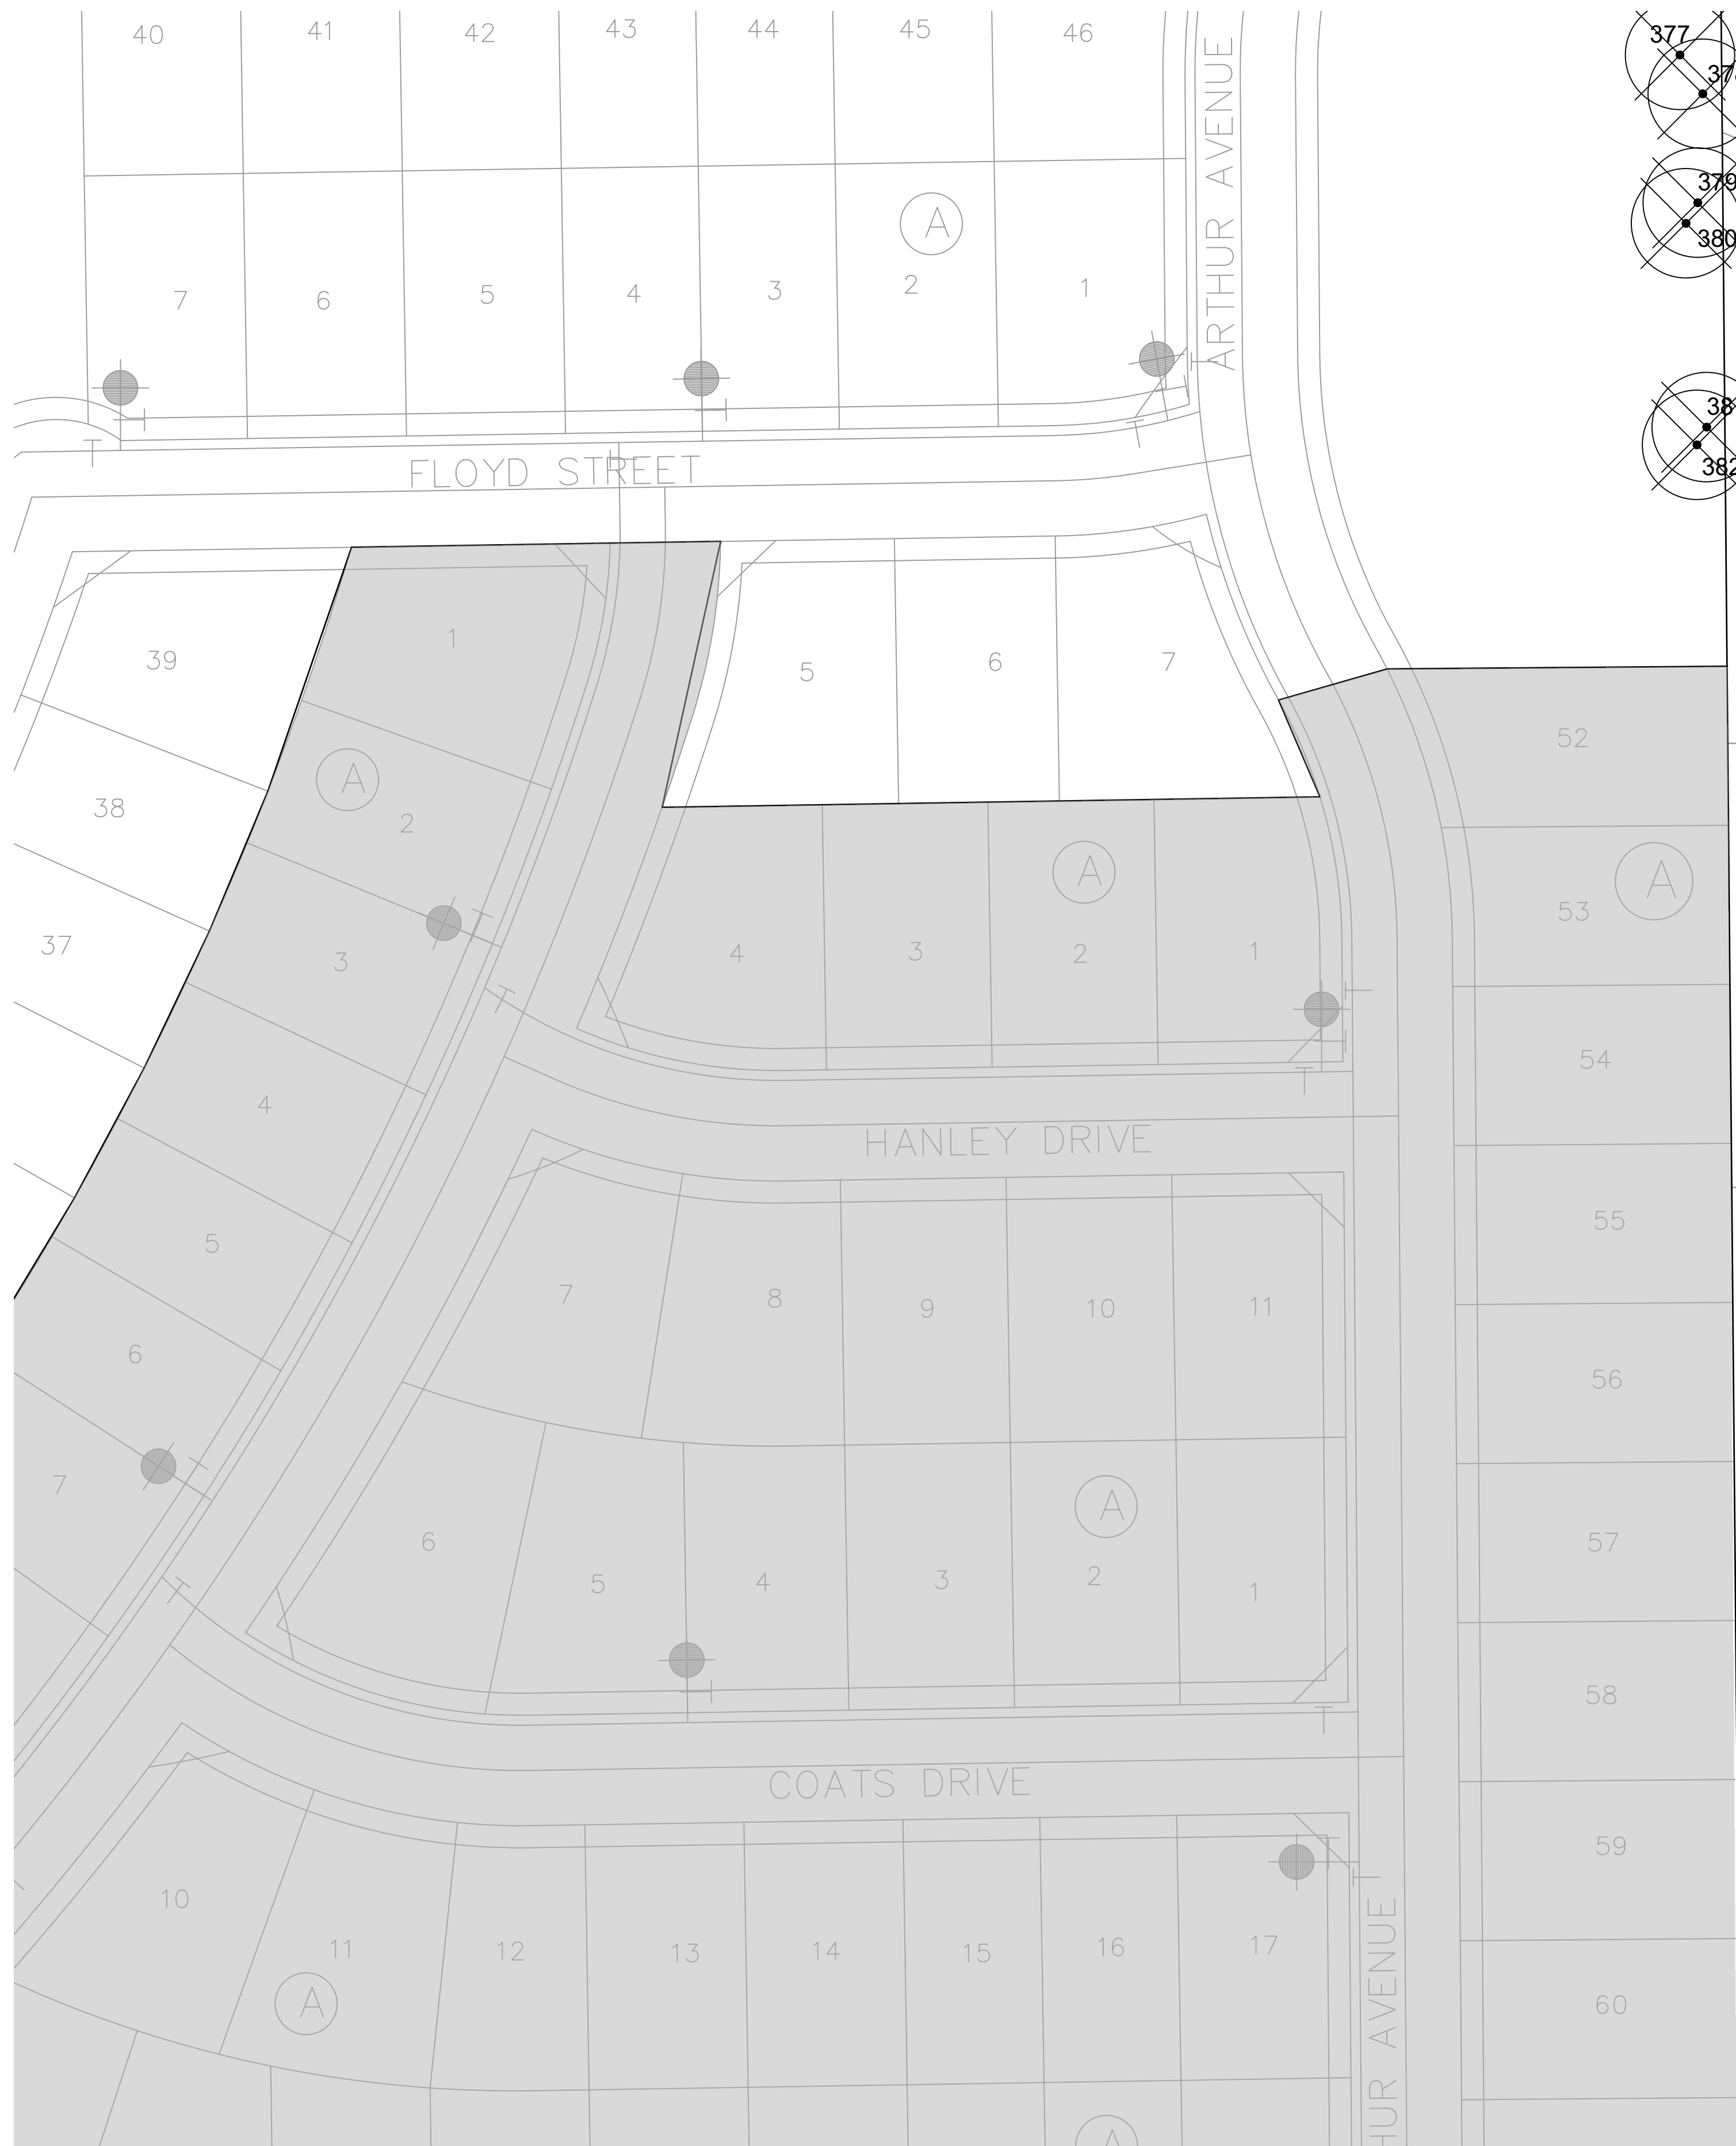 40 41 42 43 44 45 46
377
379
380
382
ARTHUR AVENUE
A
7 6 5 4 3 2 1
FLOYD STREET
39 1 5 6 7
38 A 2
52
37 3
53 A
A
4 3 2 1
4
54
HANLEY DRIVE
5
55
6
7 8 9 10 11
56
7
A
6 5 4 3 2 1
57
58
COATS DRIVE
59
10 11 12 13 14 15 16 17
A
60
AVENUE
A